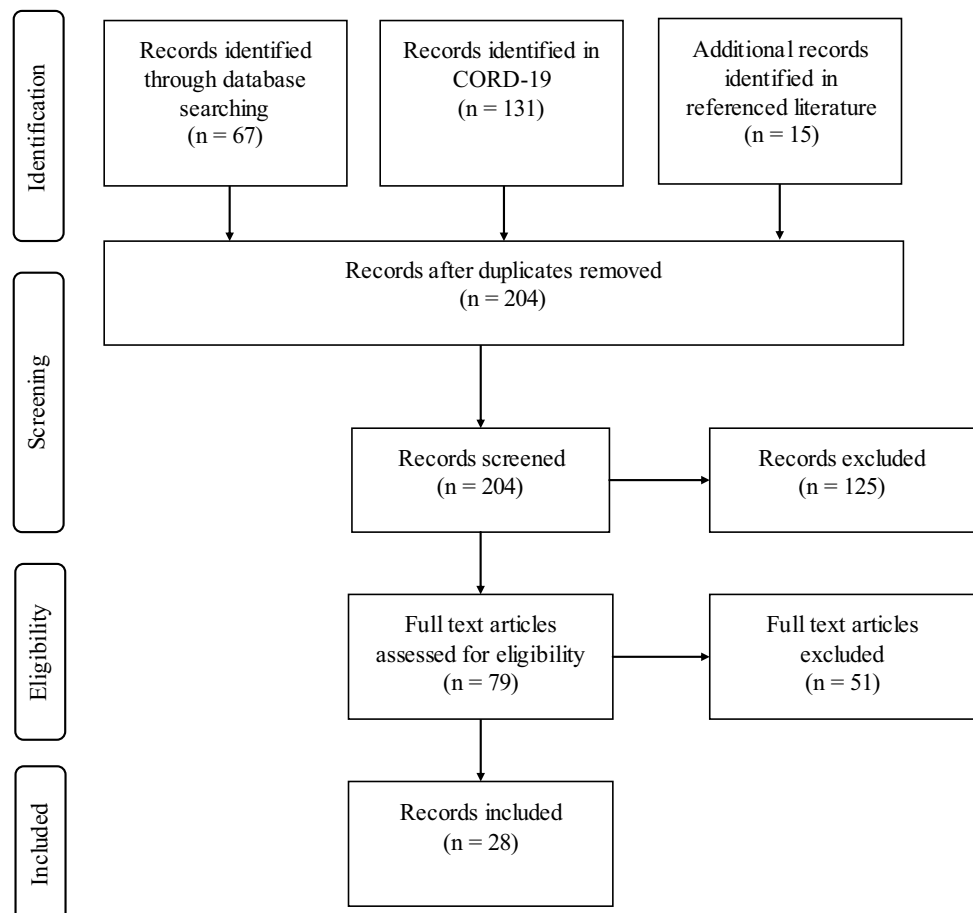 Identification
Records identified
through database
searching
(n = 67)
Records identified in
CORD-19
(n = 131)
Additional records
identified in
referenced literature
(n = 15)
Screening
Records after duplicates removed
(n = 204)
Records screened
(n = 204)
Records excluded
(n = 125)
Eligibility
Full text articles
assessed for eligibility
(n = 79)
Full text articles
excluded
(n = 51)
Included
Records included
(n = 28)